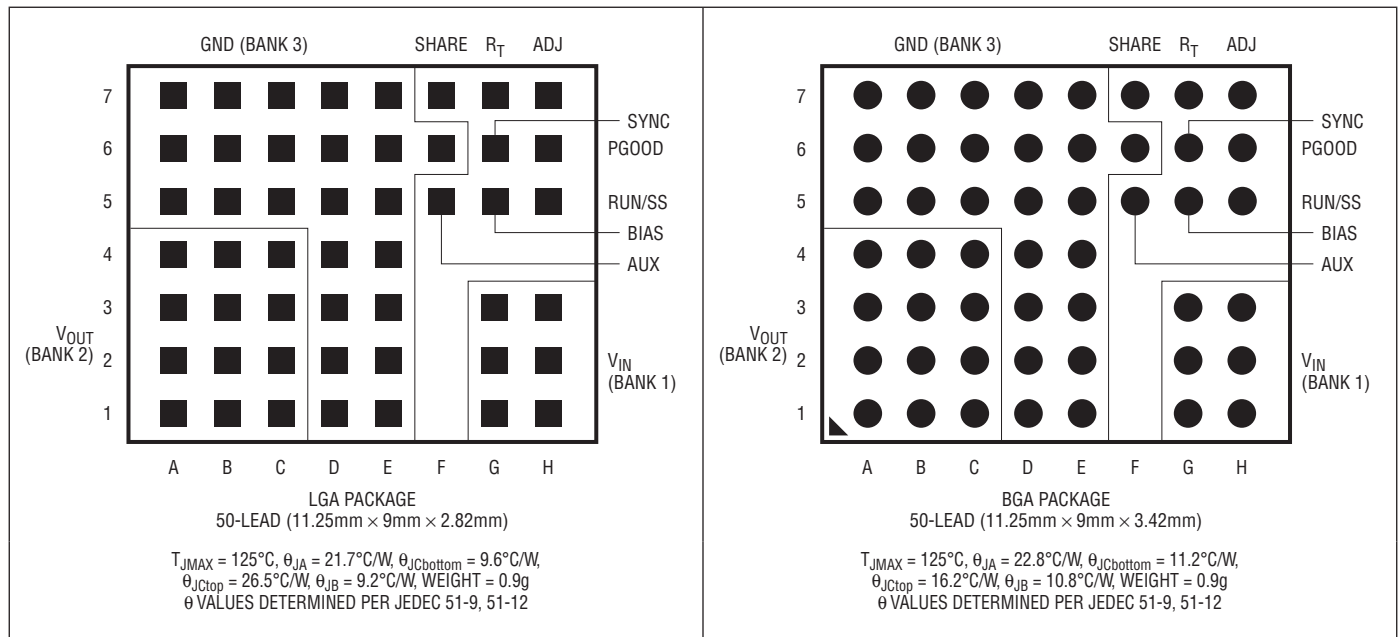 GND (BANK 3) SHARE RT ADJ
7
SYNC
6 PGOOD
5 RUN/SS
BIAS
4
AUX
3
VOUT
(BANK 2) 2
VIN
(BANK 1)
1
A B C D E F G H
LGA PACKAGE
50-LEAD (11.25mm × 9mm × 2.82mm)
TJMAX = 125°C, θJA = 21.7°C/W, θJCbottom = 9.6°C/W,
θJCtop = 26.5°C/W, θJB = 9.2°C/W, WEIGHT = 0.9g
θ VALUES DETERMINED PER JEDEC 51-9, 51-12
GND (BANK 3) SHARE RT ADJ
7
SYNC
6 PGOOD
5 RUN/SS
BIAS
4
AUX
3
VOUT
(BANK 2) 2
VIN
(BANK 1)
1
A B C D E F G H
BGA PACKAGE
50-LEAD (11.25mm × 9mm × 3.42mm)
TJMAX = 125°C, θJA = 22.8°C/W, θJCbottom = 11.2°C/W,
θJCtop = 16.2°C/W, θJB = 10.8°C/W, WEIGHT = 0.9g
θ VALUES DETERMINED PER JEDEC 51-9, 51-12